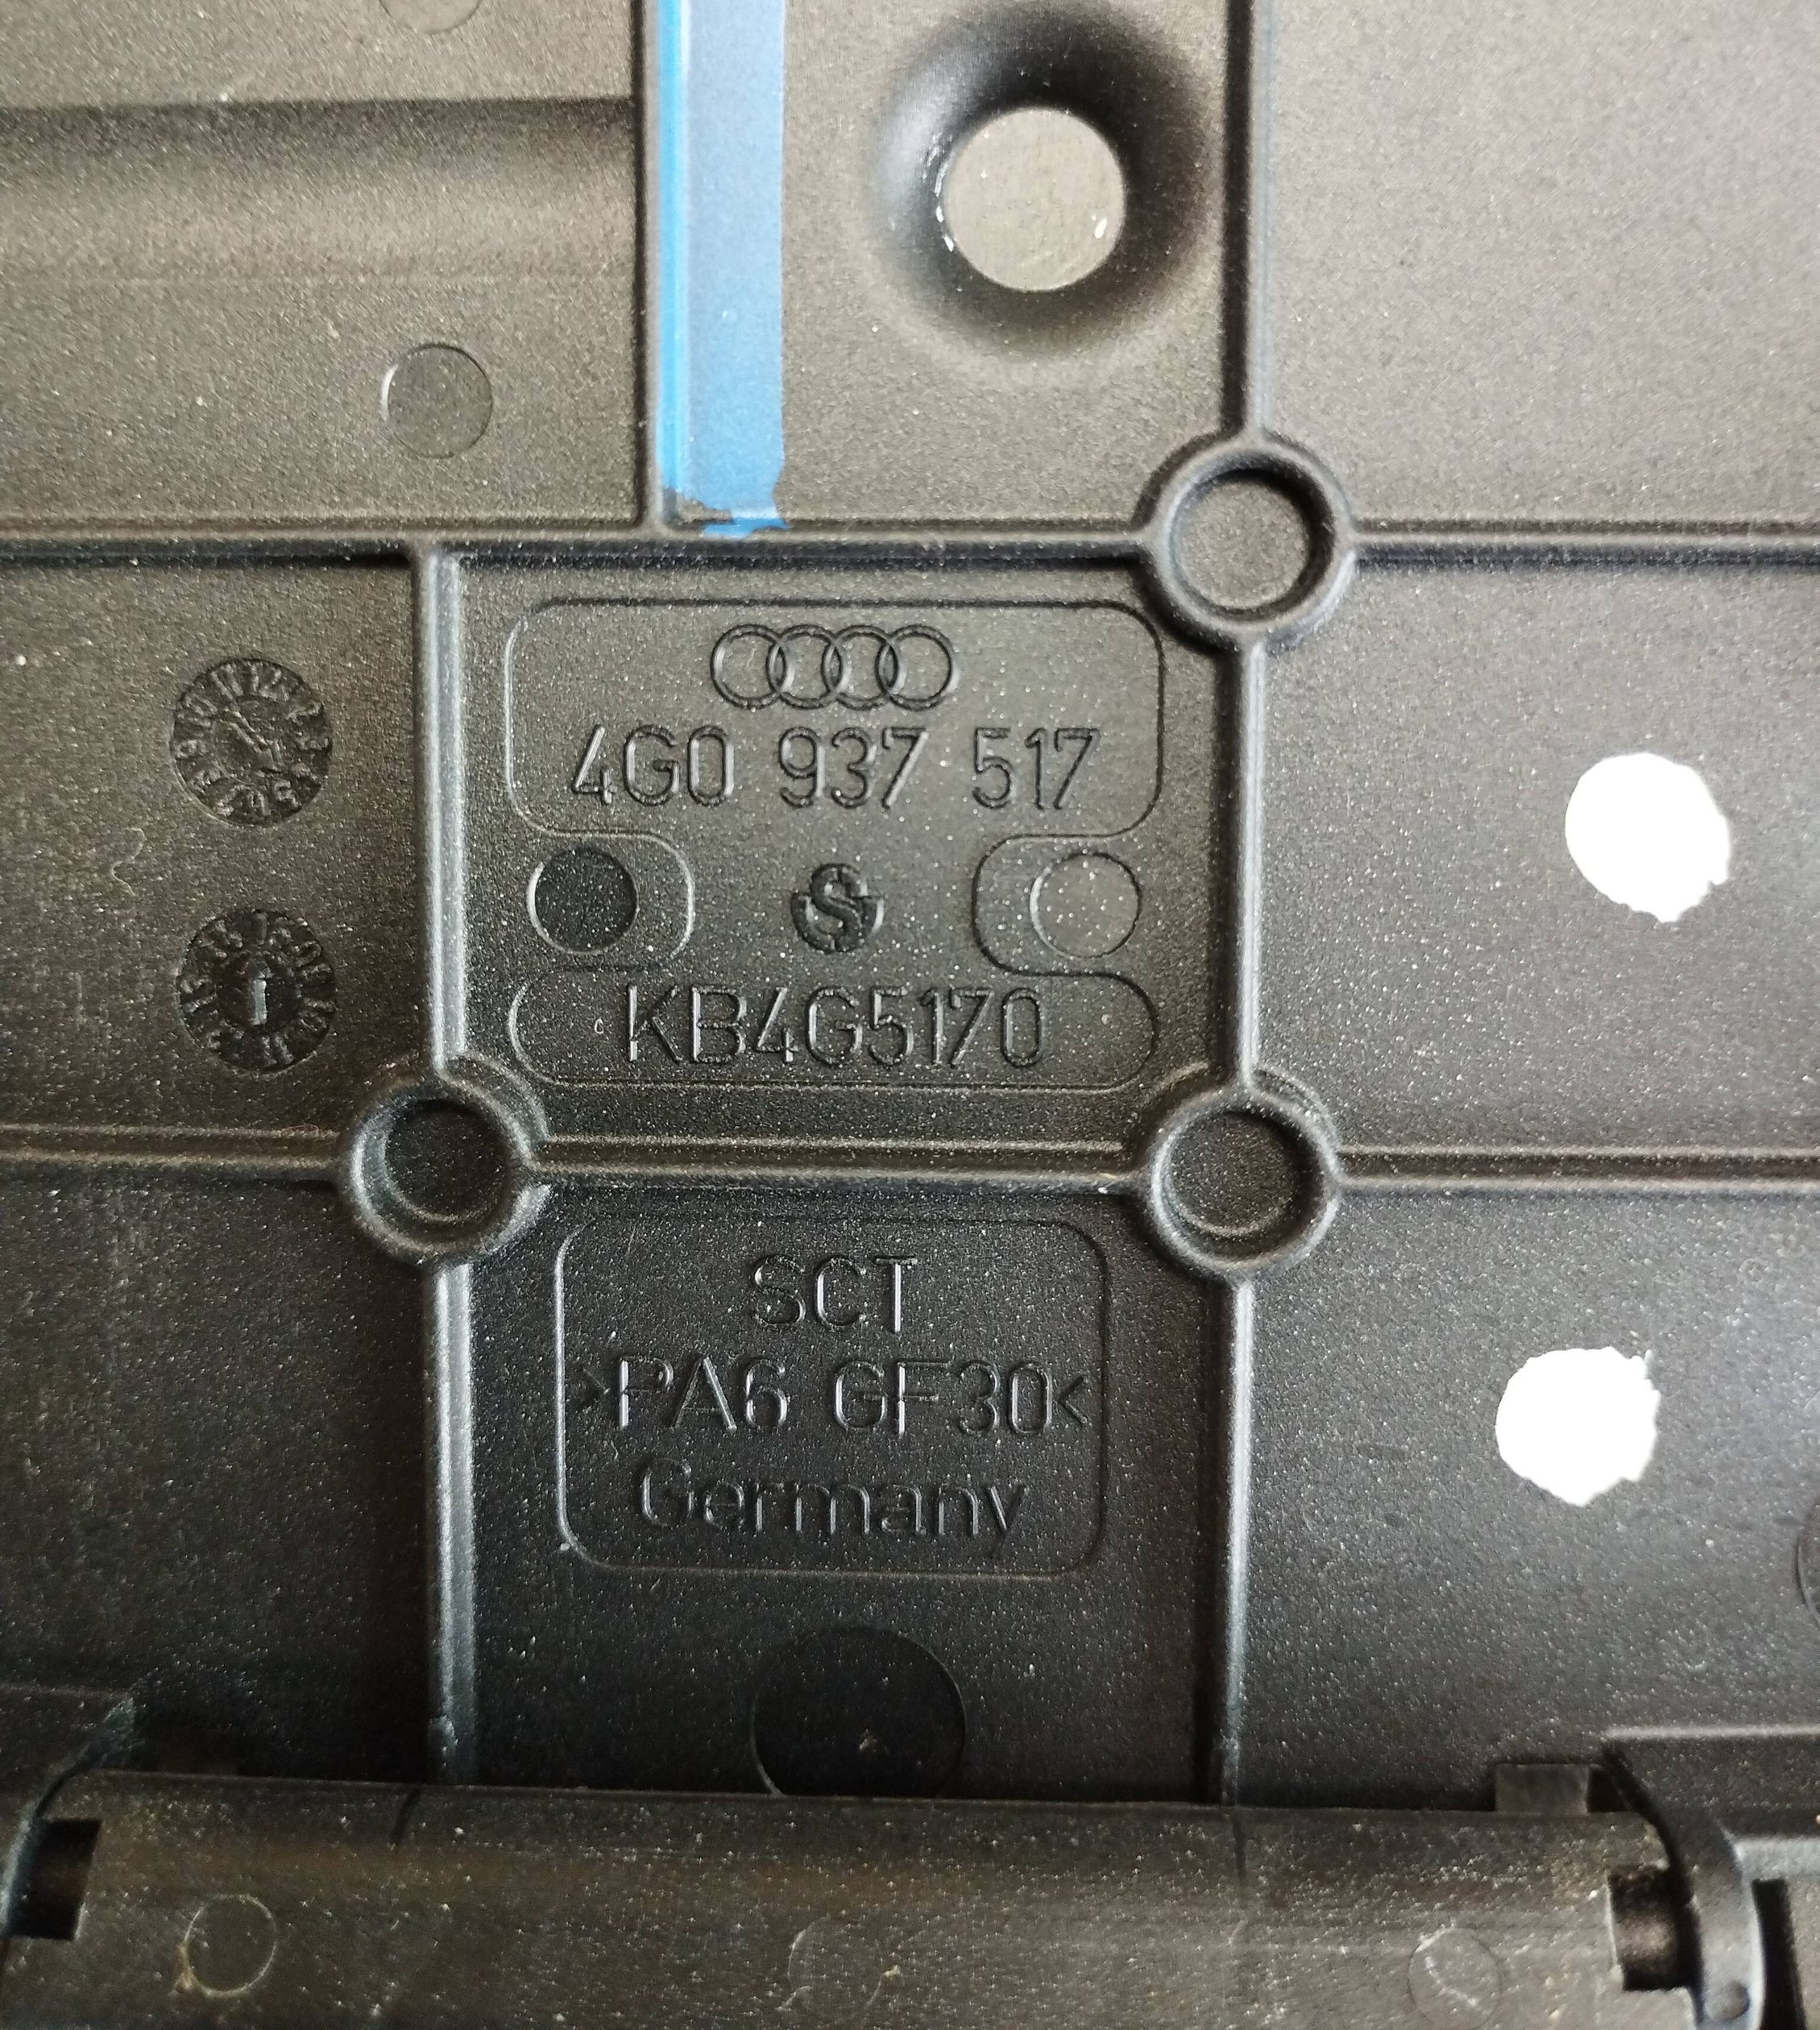 4G0 937 517
S
KB4G5170
SCT
>PA6 GF30<
Germany